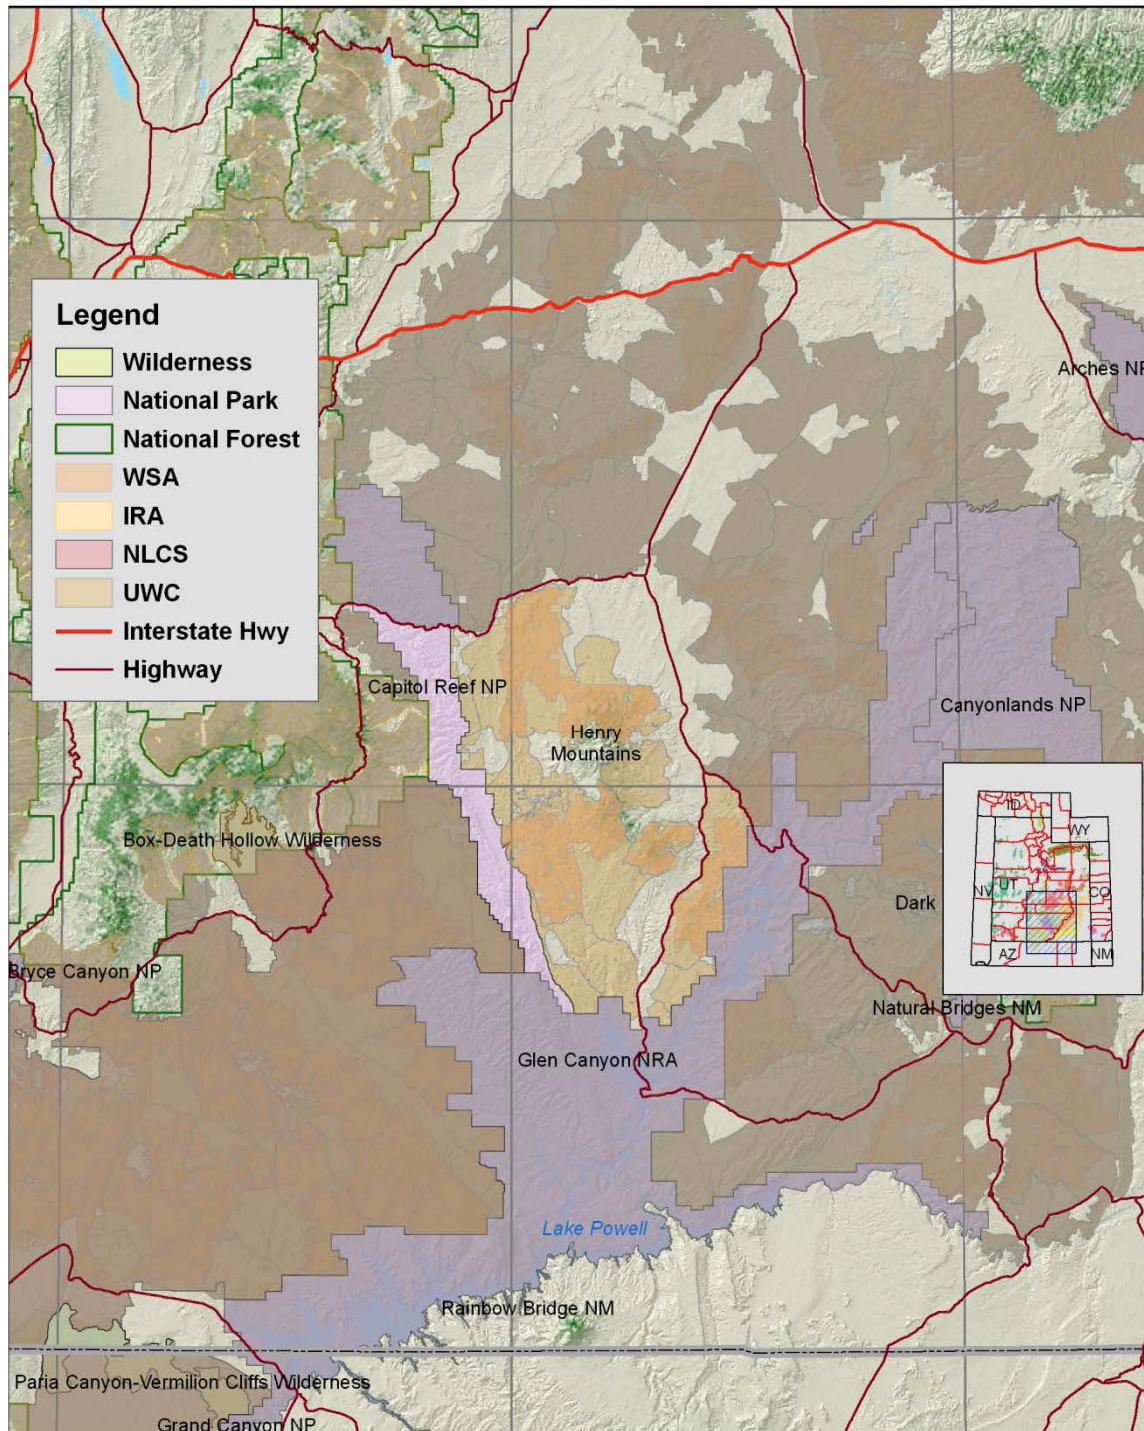 Legend
Wilderness
National Park
National Forest
WSA
IRA
NLCS
UWC
Interstate Hwy
Highway
Arches NP
Capitol Reef NP
Canyonlands NP
Henry
Mountains
Box-Death Hollow Wilderness
Dark
ID
WY
NV
UT
CO
AZ
NM
Bryce Canyon NP
Natural Bridges NM
Glen Canyon NRA
Lake Powell
Rainbow Bridge NM
Paria Canyon-Vermilion Cliffs Wilderness
Grand Canyon NP